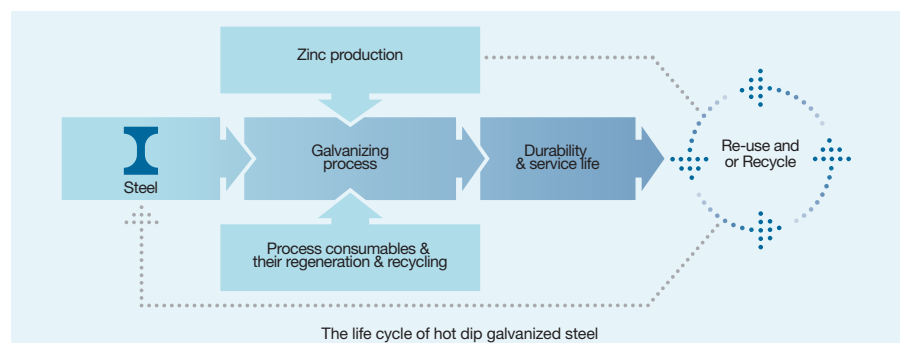 Zinc production
Steel
Galvanizing
process
Durability
& service life
Re-use and
or Recycle
Process consumables &
their regeneration & recycling
The life cycle of hot dip galvanized steel